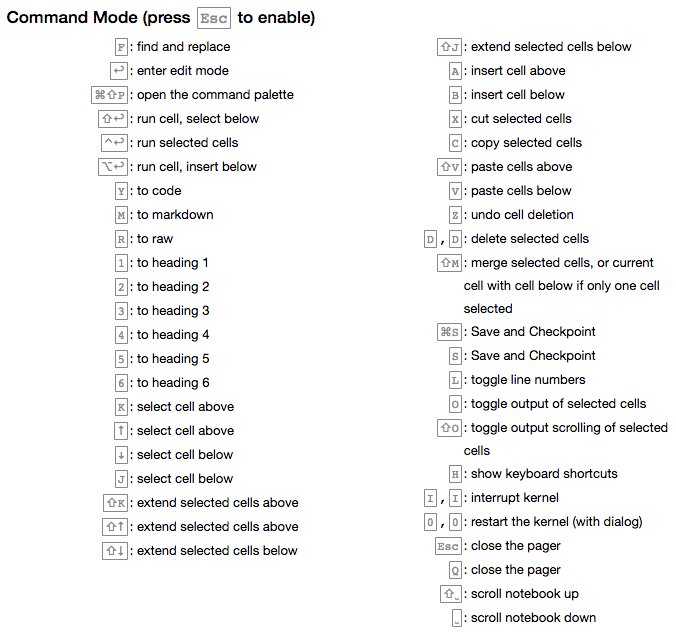 Command Mode (press Esc to enable)
F : find and replace
↩ : enter edit mode
⌘⇧P : open the command palette
⇧↩ : run cell, select below
^↩ : run selected cells
⌥↩ : run cell, insert below
Y : to code
M : to markdown
R : to raw
1 : to heading 1
2 : to heading 2
3 : to heading 3
4 : to heading 4
5 : to heading 5
6 : to heading 6
K : select cell above
↑ : select cell above
↓ : select cell below
J : select cell below
⇧K : extend selected cells above
⇧↑ : extend selected cells above
⇧↓ : extend selected cells below
⇧J : extend selected cells below
A : insert cell above
B : insert cell below
X : cut selected cells
C : copy selected cells
⇧V : paste cells above
V : paste cells below
Z : undo cell deletion
D , D : delete selected cells
⇧M : merge selected cells, or current
cell with cell below if only one cell
selected
⌘S : Save and Checkpoint
S : Save and Checkpoint
L : toggle line numbers
O : toggle output of selected cells
⇧O : toggle output scrolling of selected
cells
H : show keyboard shortcuts
I , I : interrupt kernel
0 , 0 : restart the kernel (with dialog)
Esc : close the pager
Q : close the pager
⇧␣ : scroll notebook up
␣ : scroll notebook down